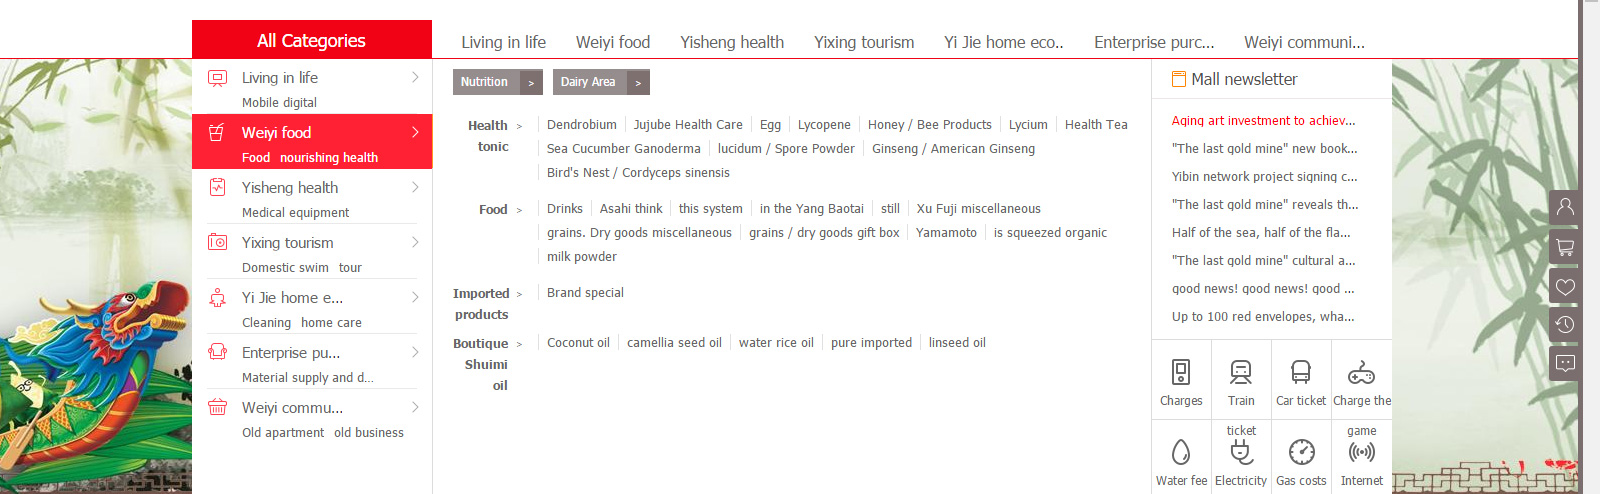 All Categories
Living in life
Weiyi food
Yisheng health
Yixing tourism
Yi Jie home eco..
Enterprise purc...
Weiyi communi...
Living in life
Mobile digital
Weiyi food
Food nourishing health
Yisheng health
Medical equipment
Yixing tourism
Domestic swim tour
Yi Jie home e...
Cleaning home care
Enterprise pu...
Material supply and d...
Weiyi commu...
Old apartment old business
Nutrition >
Dairy Area >
Health tonic >
Dendrobium Jujube Health Care Egg Lycopene Honey / Bee Products Lycium Health Tea
Sea Cucumber Ganoderma lucidum / Spore Powder Ginseng / American Ginseng
Bird's Nest / Cordyceps sinensis
Food >
Drinks Asahi think this system in the Yang Baotai still Xu Fuji miscellaneous
grains. Dry goods miscellaneous grains / dry goods gift box Yamamoto is squeezed organic
milk powder
Imported products >
Brand special
Boutique Shuimi oil >
Coconut oil camellia seed oil water rice oil pure imported linseed oil
Mall newsletter
Aging art investment to achiev...
"The last gold mine" new book...
Yibin network project signing c...
"The last gold mine" reveals th...
Half of the sea, half of the fla...
"The last gold mine" cultural a...
good news! good news! good ...
Up to 100 red envelopes, wha...
Charges
Train
Car ticket
Charge the
ticket
game
Water fee
Electricity
Gas costs
Internet